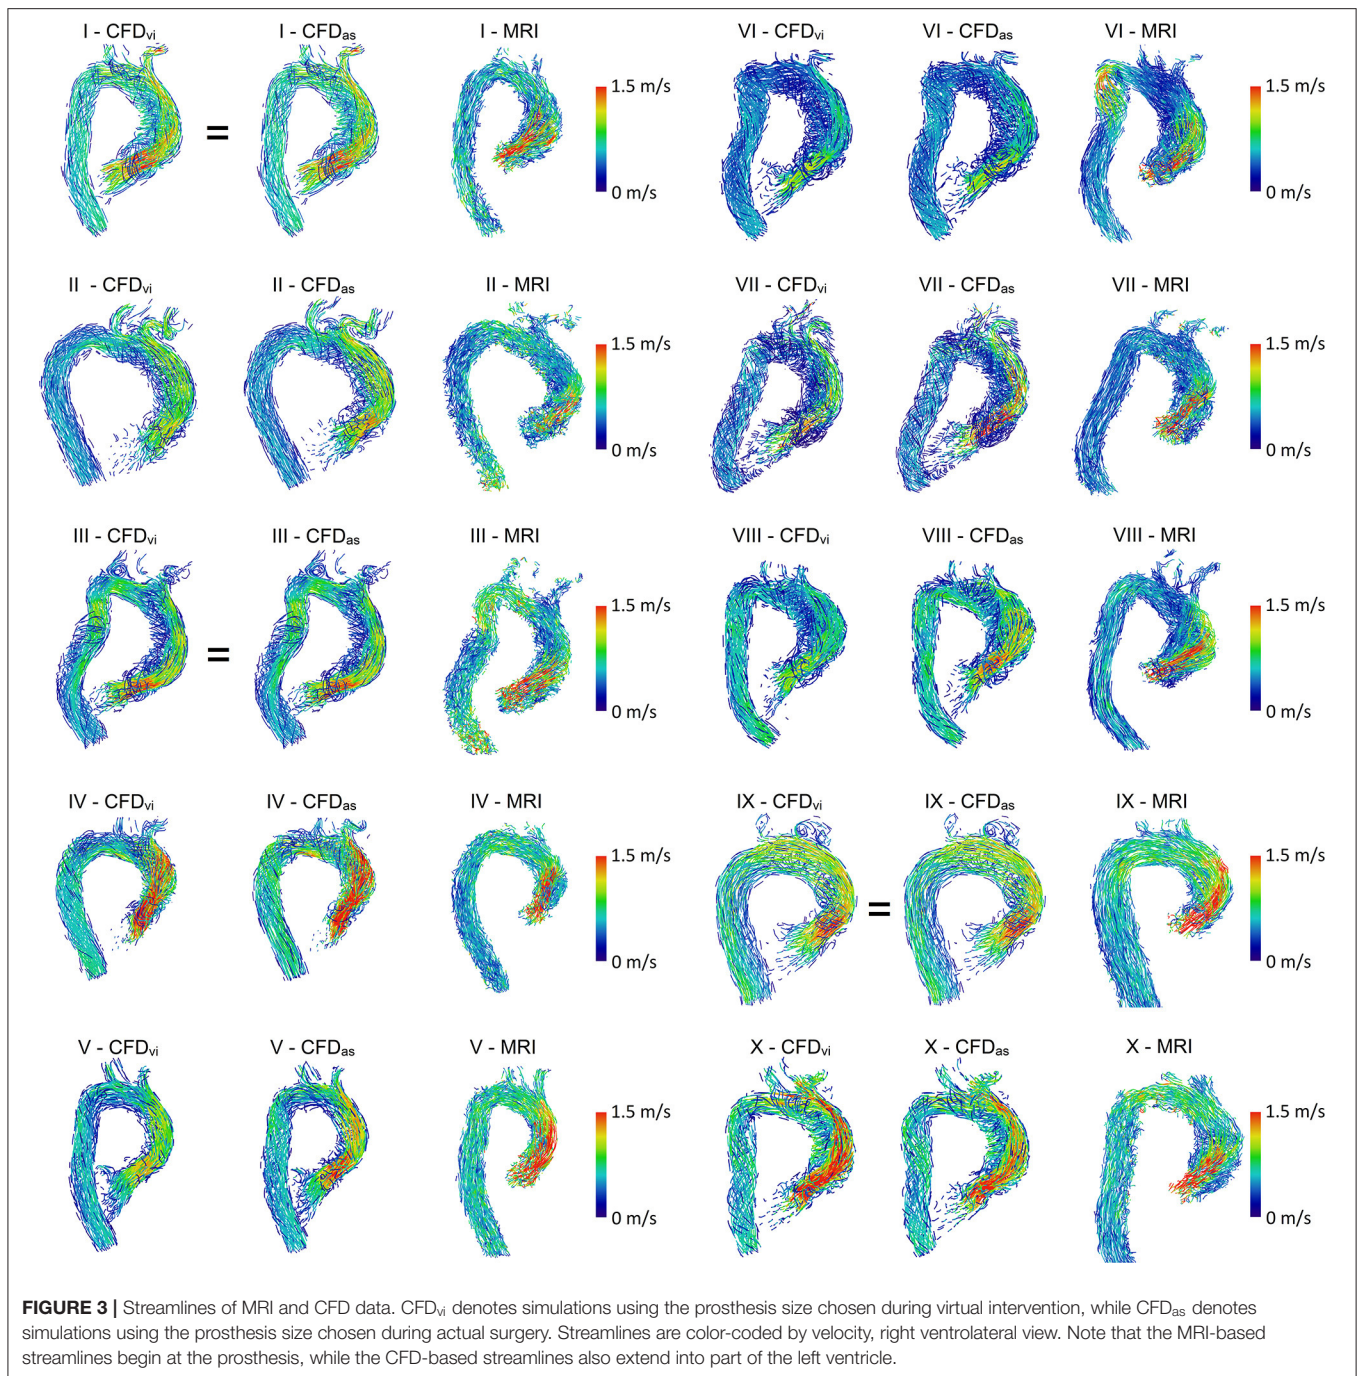 I - CFDvi I - CFDas I - MRI VI - CFDvi VI - CFDas VI - MRI
1.5 m/s 1.5 m/s
= 
0 m/s 0 m/s
II - CFDvi II - CFDas II - MRI VII - CFDvi VII - CFDas VII - MRI
1.5 m/s 1.5 m/s
0 m/s 0 m/s
III - CFDvi III - CFDas III - MRI VIII - CFDvi VIII - CFDas VIII - MRI
1.5 m/s 1.5 m/s
=
0 m/s 0 m/s
IV - CFDvi IV - CFDas IV - MRI IX - CFDvi IX - CFDas IX - MRI
1.5 m/s 1.5 m/s
=
0 m/s 0 m/s
V - CFDvi V - CFDas V - MRI X - CFDvi X - CFDas X - MRI
1.5 m/s 1.5 m/s
0 m/s 0 m/s
FIGURE 3 | Streamlines of MRI and CFD data. CFDvi denotes simulations using the prosthesis size chosen during virtual intervention, while CFDas denotes
simulations using the prosthesis size chosen during actual surgery. Streamlines are color-coded by velocity, right ventrolateral view. Note that the MRI-based
streamlines begin at the prosthesis, while the CFD-based streamlines also extend into part of the left ventricle.